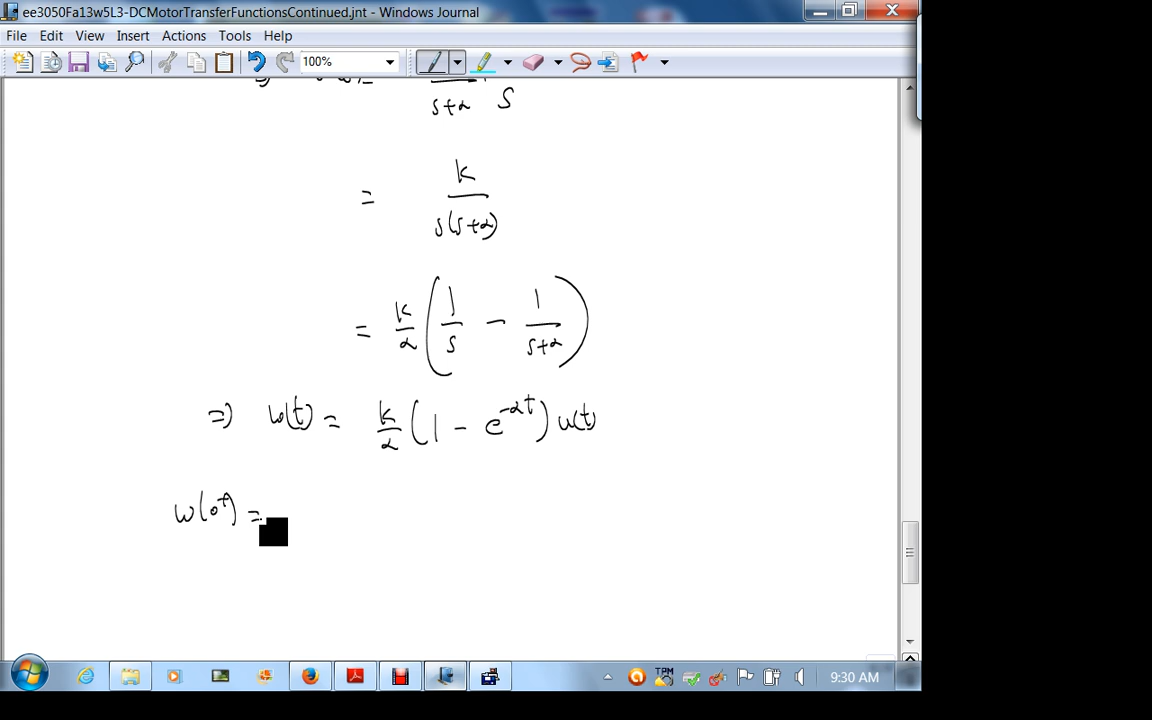 ee3050Fa13w5L3-DCMotorTransferFunctionsContinued.jnt - Windows Journal
File Edit View Insert Actions Tools Help
100%
s+α S
= k / s(s+α)
= k/α (1/s - 1/(s+α))
=) ω(t) = k/α (1 - e^-αt) u(t)
ω(0+) =
TPM
9:30 AM